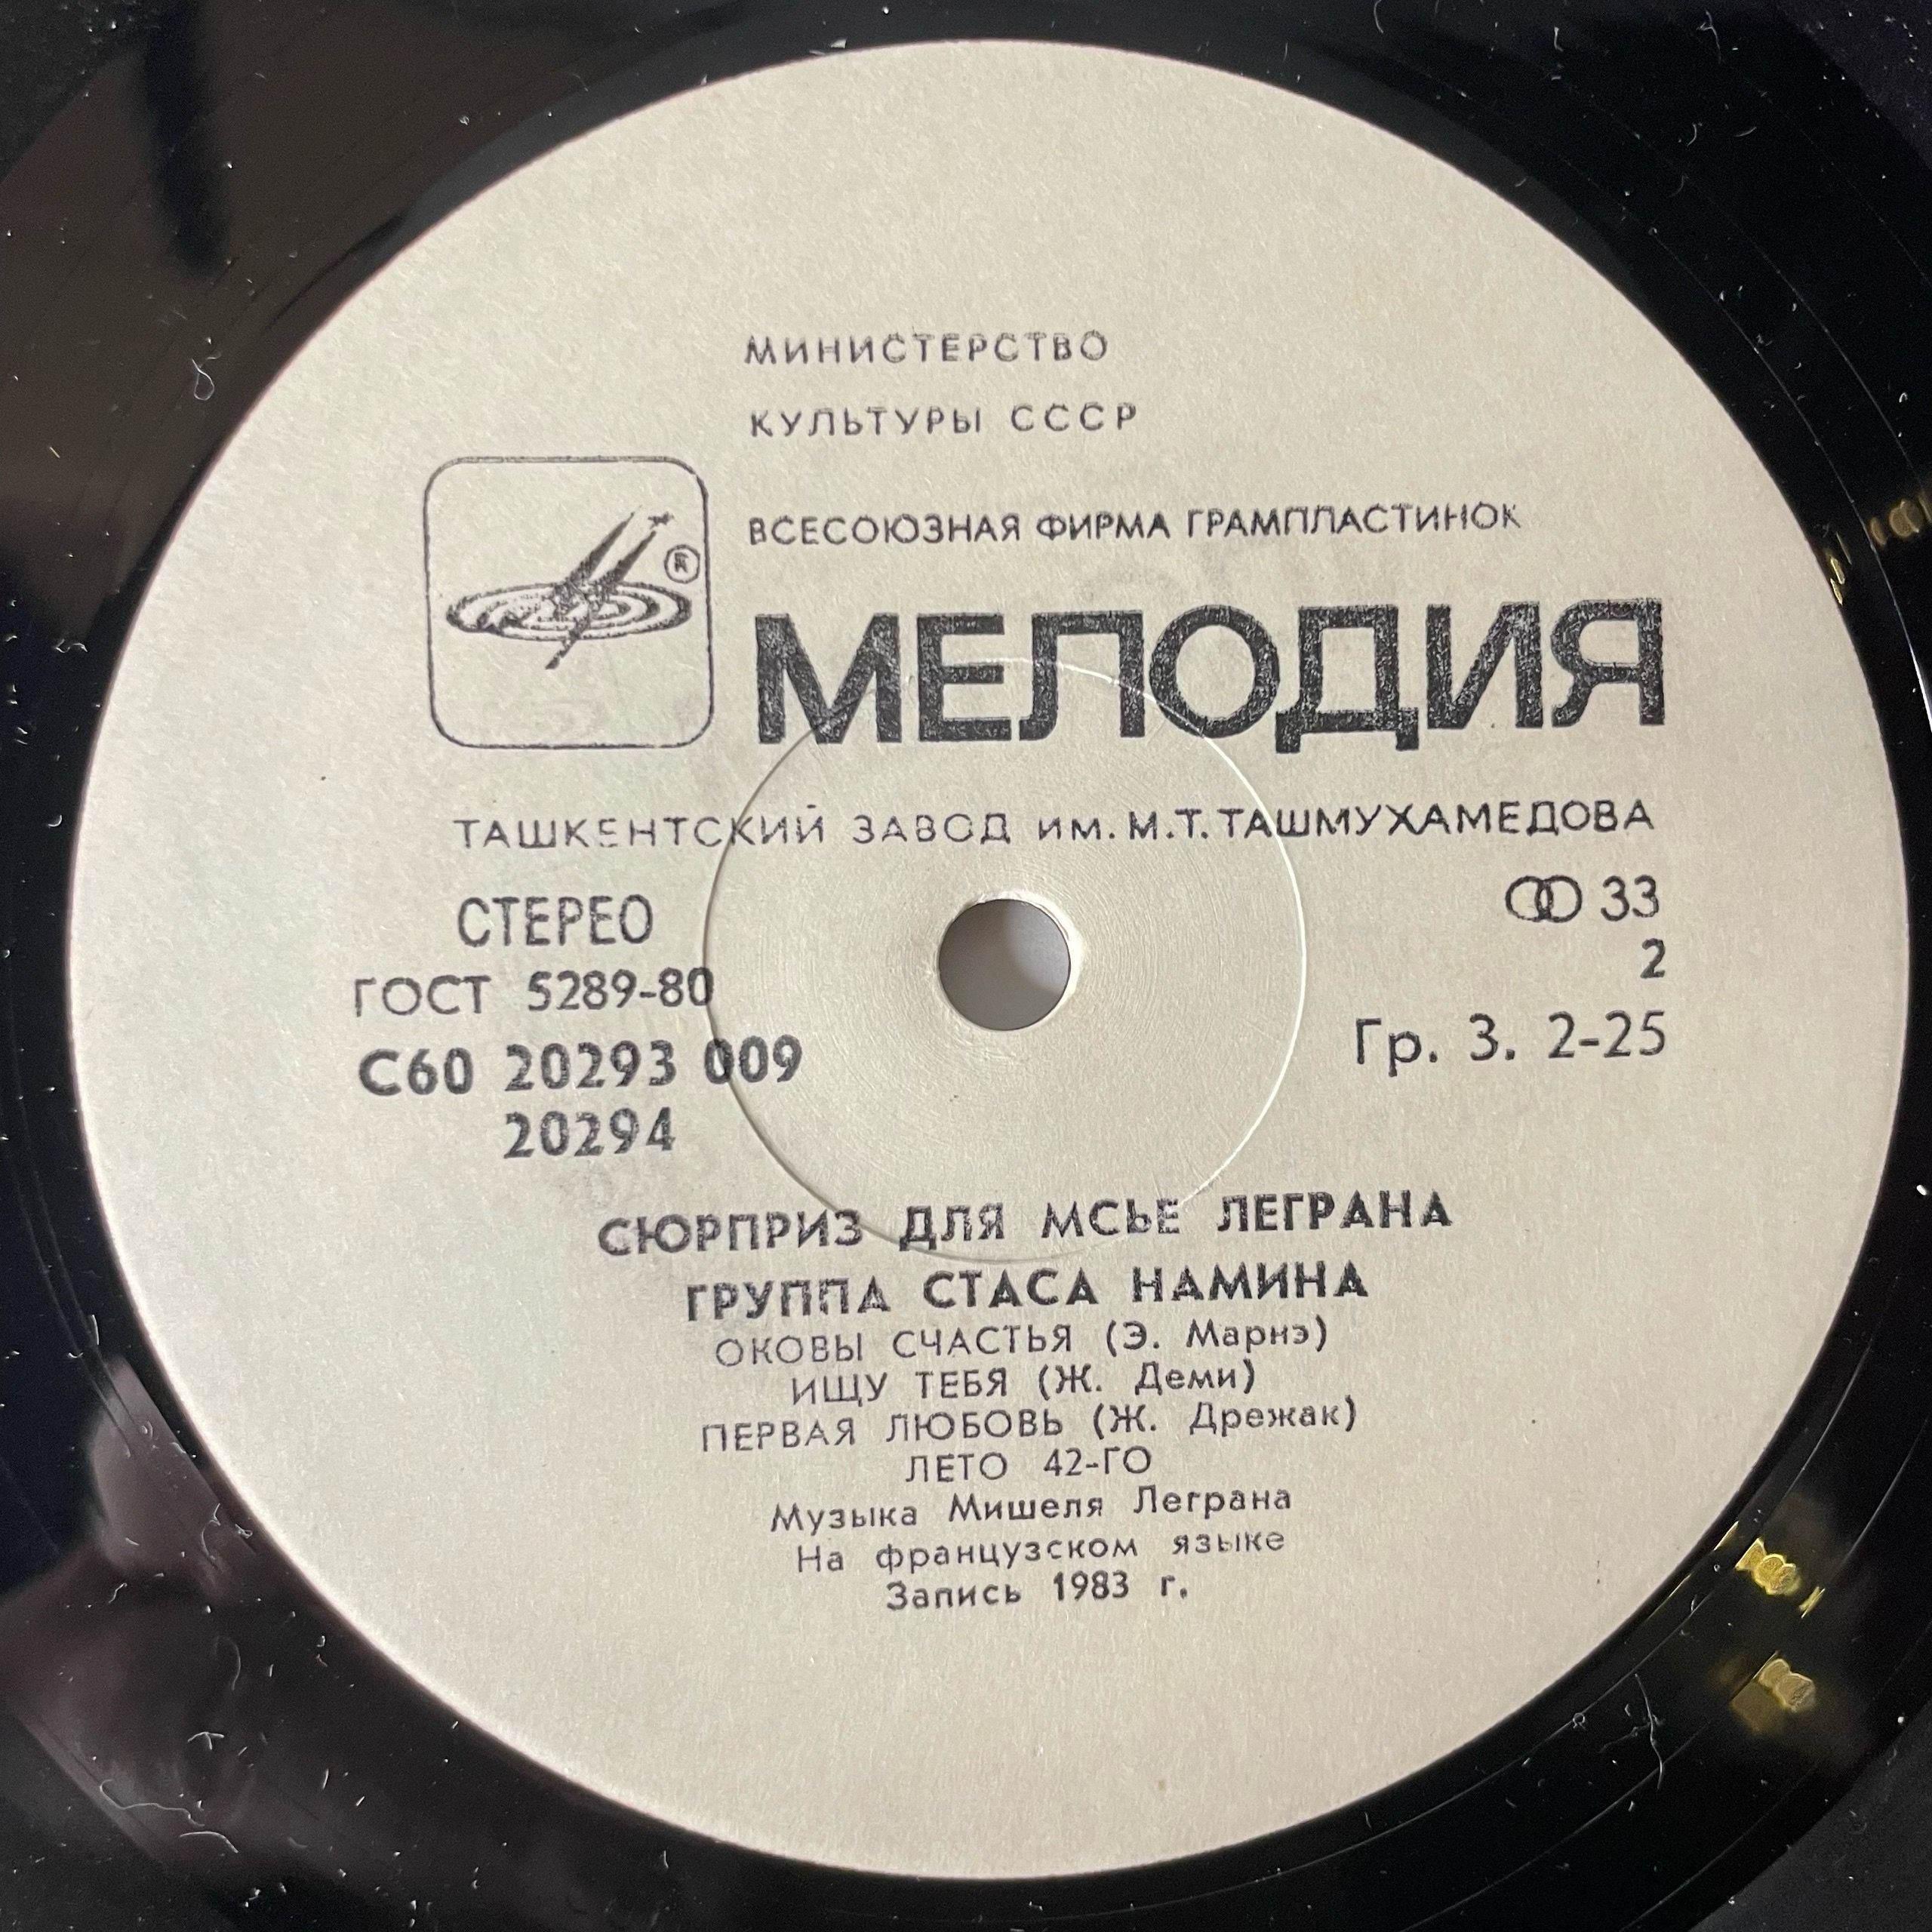 МИНИСТЕРСТВО
КУЛЬТУРЫ СССР
ВСЕСОЮЗНАЯ ФИРМА ГРАМПЛАСТИНОК
®
МЕЛОДИЯ
ТАШКЕНТСКИЙ ЗАВОД ИМ. М.Т. ТАШМУХАМЕДОВА
СТЕРЕО 33
ГОСТ 5289-80 2
С60 20293 009 Гр. 3. 2-25
20294
СЮРПРИЗ ДЛЯ МСЬЕ ЛЕГРАНА
ГРУППА СТАСА НАМИНА
ОКОВЫ СЧАСТЬЯ (Э. Марнэ)
ИЩУ ТЕБЯ (Ж. Деми)
ПЕРВАЯ ЛЮБОВЬ (Ж. Дрежак)
ЛЕТО 42-ГО
Музыка Мишеля Леграна
На французском языке
Запись 1983 г.